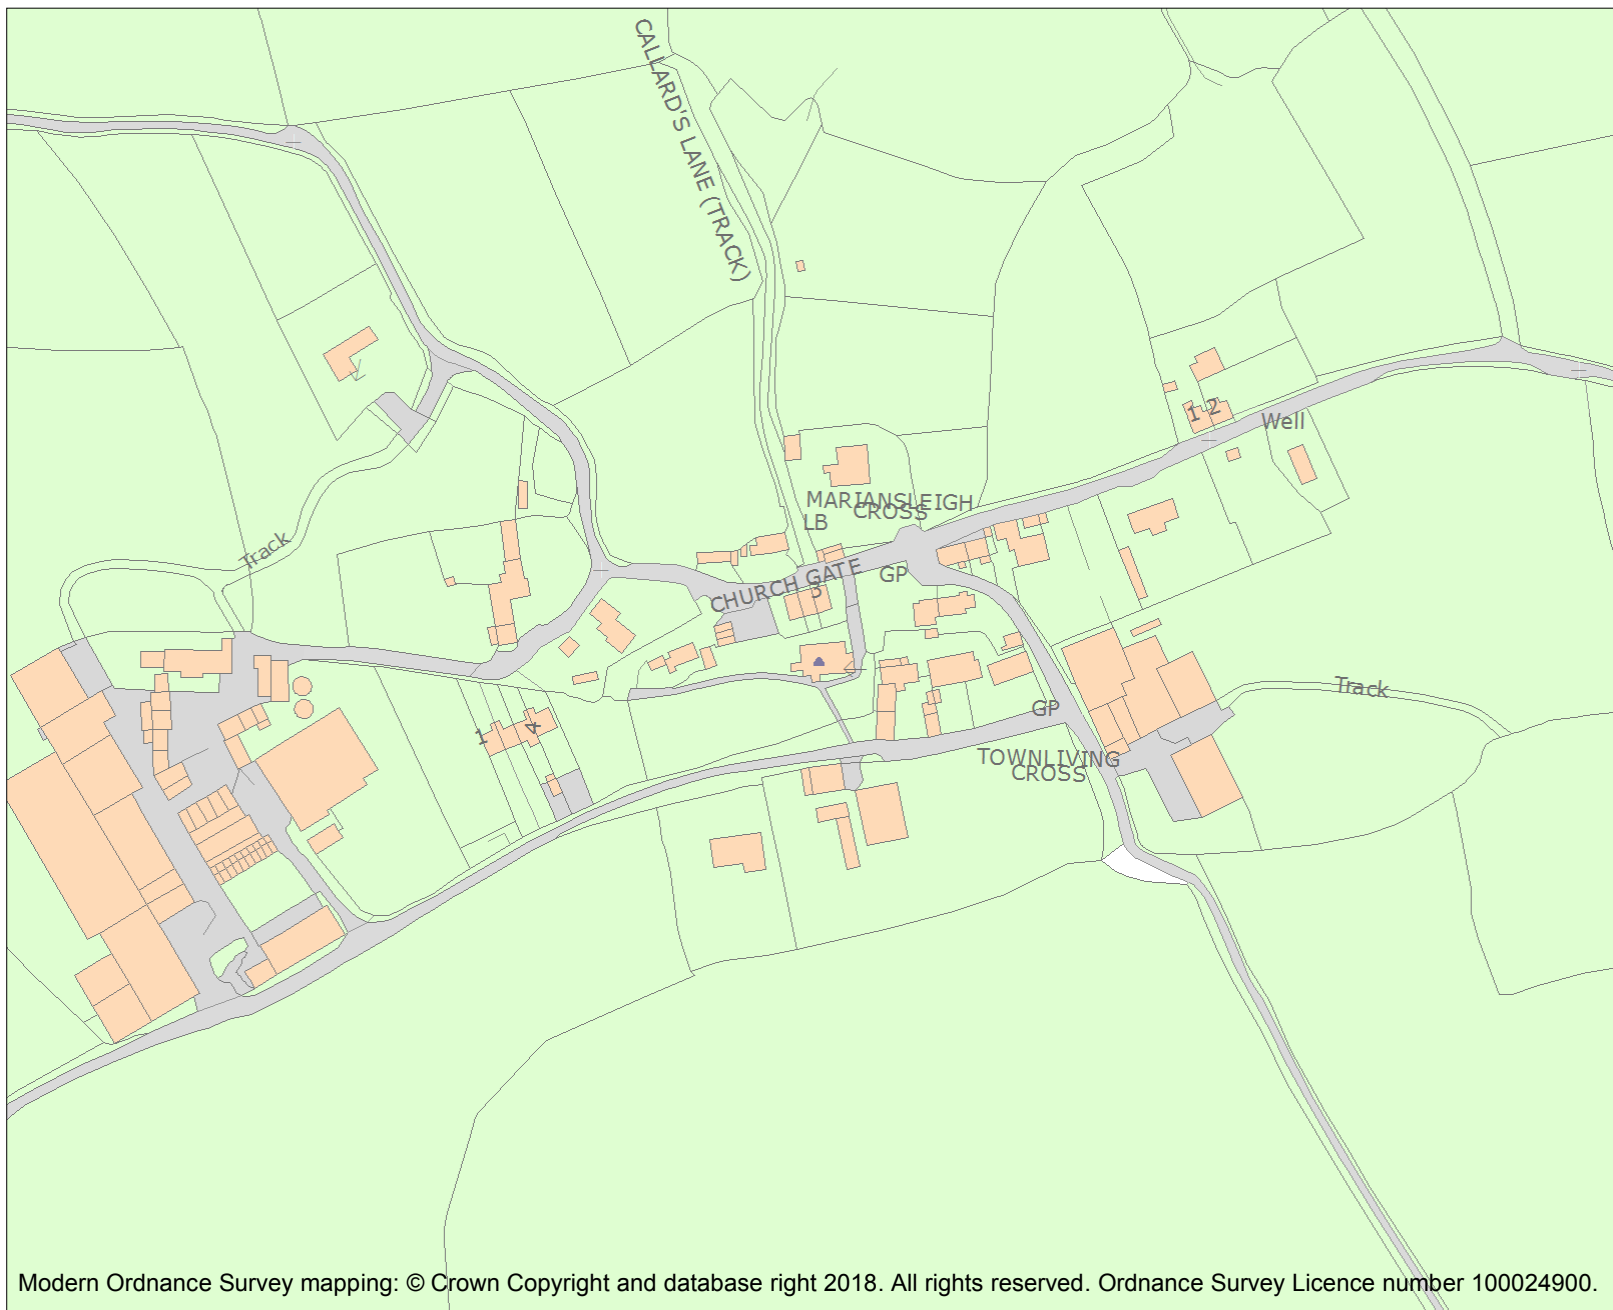 CALLARD'S LANE (TRACK)
1 2
Well
MARIANSLEIGH
CROSS
LB
Track
CHURCH GATE
GP
3
Track
GP
1
4
TOWNLIVING
CROSS
Modern Ordnance Survey mapping: © Crown Copyright and database right 2018. All rights reserved. Ordnance Survey Licence number 100024900.